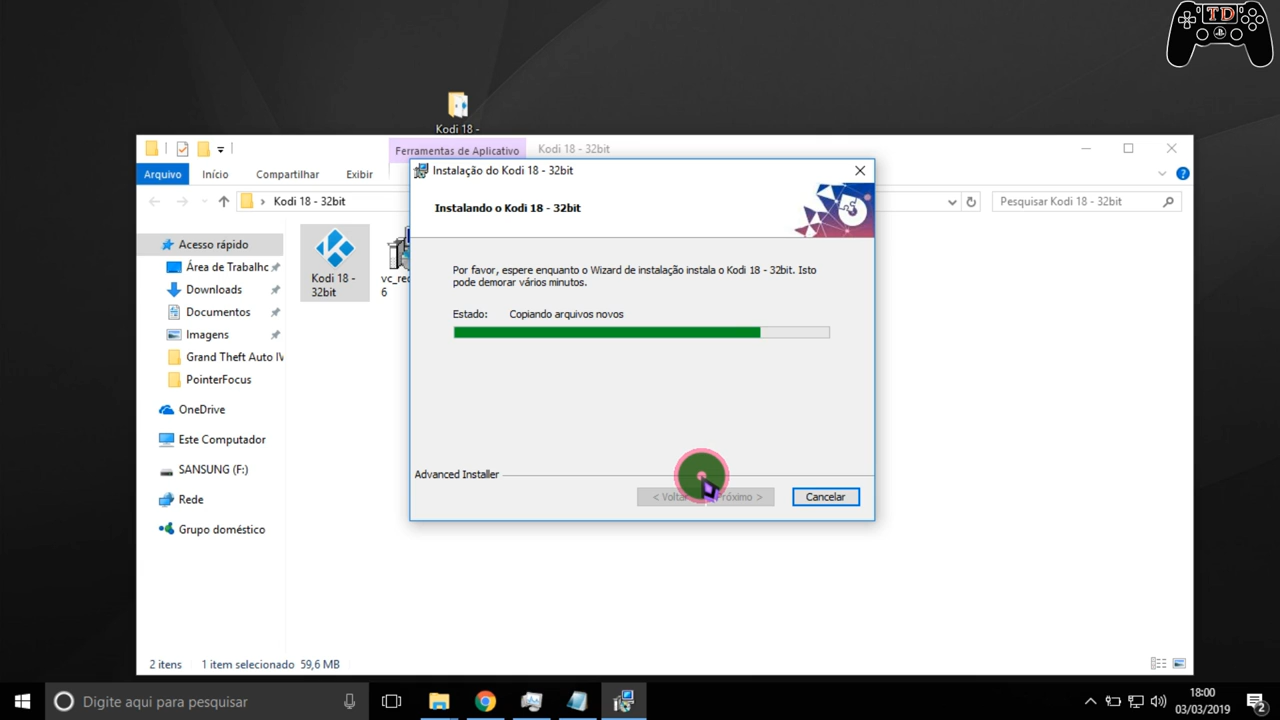 TD
Kodi 18 -
Ferramentas de Aplicativo
Kodi 18 - 32bit
Arquivo
Início
Compartilhar
Exibir
Kodi 18 - 32bit
Pesquisar Kodi 18 - 32bit
Acesso rápido
Área de Trabalhc
Downloads
Documentos
Imagens
Grand Theft Auto IV
PointerFocus
OneDrive
Este Computador
SANSUNG (F:)
Rede
Grupo doméstico
Kodi 18 -
32bit
vc_rec
6
Instalação do Kodi 18 - 32bit
Instalando o Kodi 18 - 32bit
Por favor, espere enquanto o Wizard de instalação instala o Kodi 18 - 32bit. Isto
pode demorar vários minutos.
Estado: Copiando arquivos novos
Advanced Installer
< Voltar
Próximo >
Cancelar
2 itens
1 item selecionado 59,6 MB
Digite aqui para pesquisar
18:00
03/03/2019
2